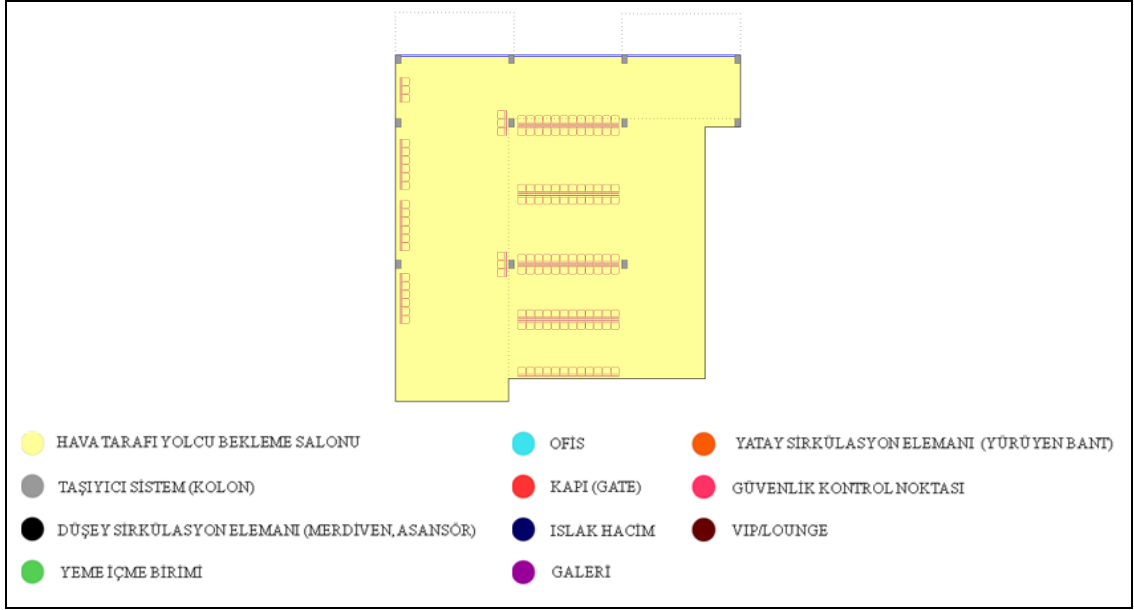 HAVA TARAFI YOLCU BEKLEME SALONU
TAŞIYICI SİSTEM (KOLON)
DÜŞEY SİRKÜLASYON ELEMANI (MERDİVEN, ASANSÖR)
YEME İÇME BİRİMİ
OFİS
KAPI (GATE)
ISLAK HACİM
GALERİ
YATAY SİRKÜLASYON ELEMANI (YÜRÜYEN BANT)
GÜVENLİK KONTROL NOKTASI
VIP/LOUNGE